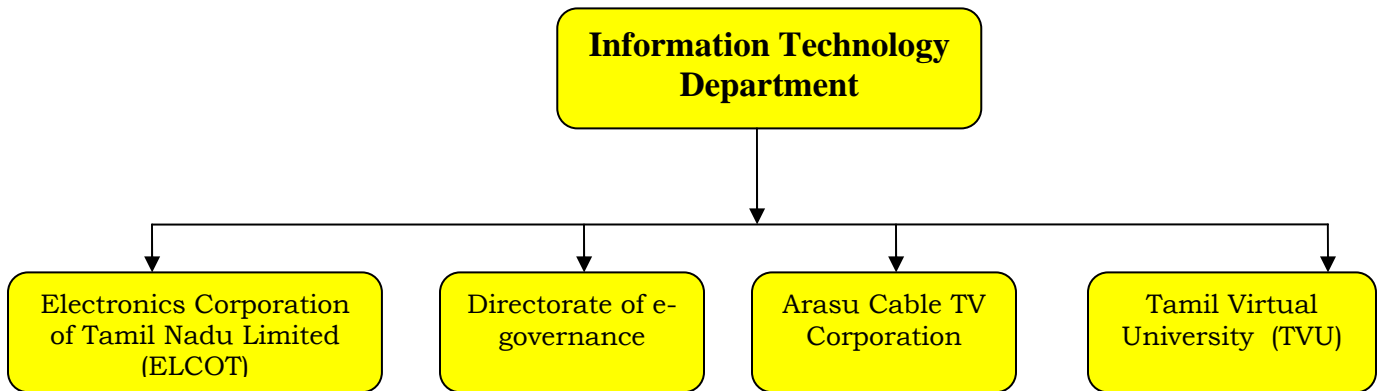 Information Technology
Department
Electronics Corporation
of Tamil Nadu Limited
(ELCOT)
Directorate of e-
governance
Arasu Cable TV
Corporation
Tamil Virtual
University (TVU)